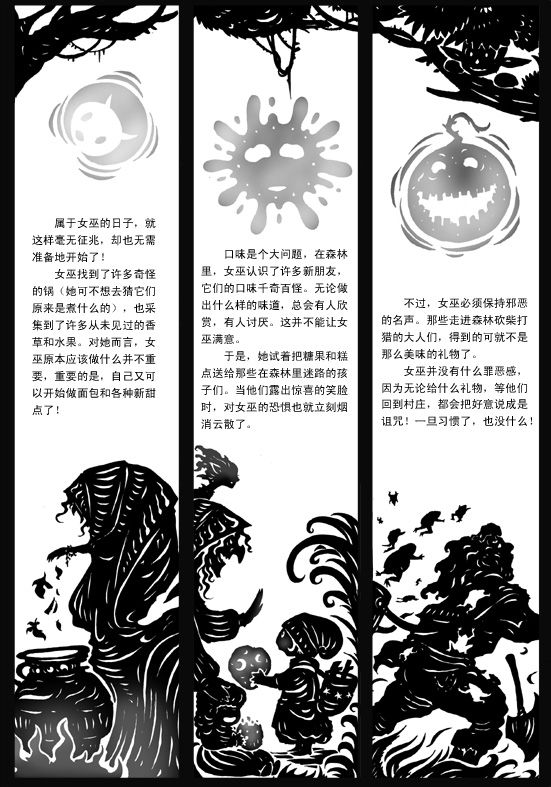 属于女巫的日子，就
这样毫无征兆，却也无需
准备地开始了！
女巫找到了许多奇怪
的锅（她可不想去猜它们
原来是煮什么的），也采
集到了许多从未见过的香
草和水果。对她而言，女
巫原本应该做什么并不重
要，重要的是，自己又可
以开始做面包和各种新甜
点了！
口味是个大问题，在森林
里，女巫认识了许多新朋友，
它们的口味千奇百怪。无论做
出什么样的味道，总会有人欣
赏，有人讨厌。这并不能让女
巫满意。
于是，她试着把糖果和糕
点送给那些在森林里迷路的孩
子们。当他们露出惊喜的笑脸
时，对女巫的恐惧也就立刻烟
消云散了。
不过，女巫必须保持邪恶
的名声。那些走进森林砍柴打
猎的大人们，得到的可就不是
那么美味的礼物了。
女巫并没有什么罪恶感，
因为无论给什么礼物，等他们
回到村庄，都会把好意说成是
诅咒！一旦习惯了，也没什么！